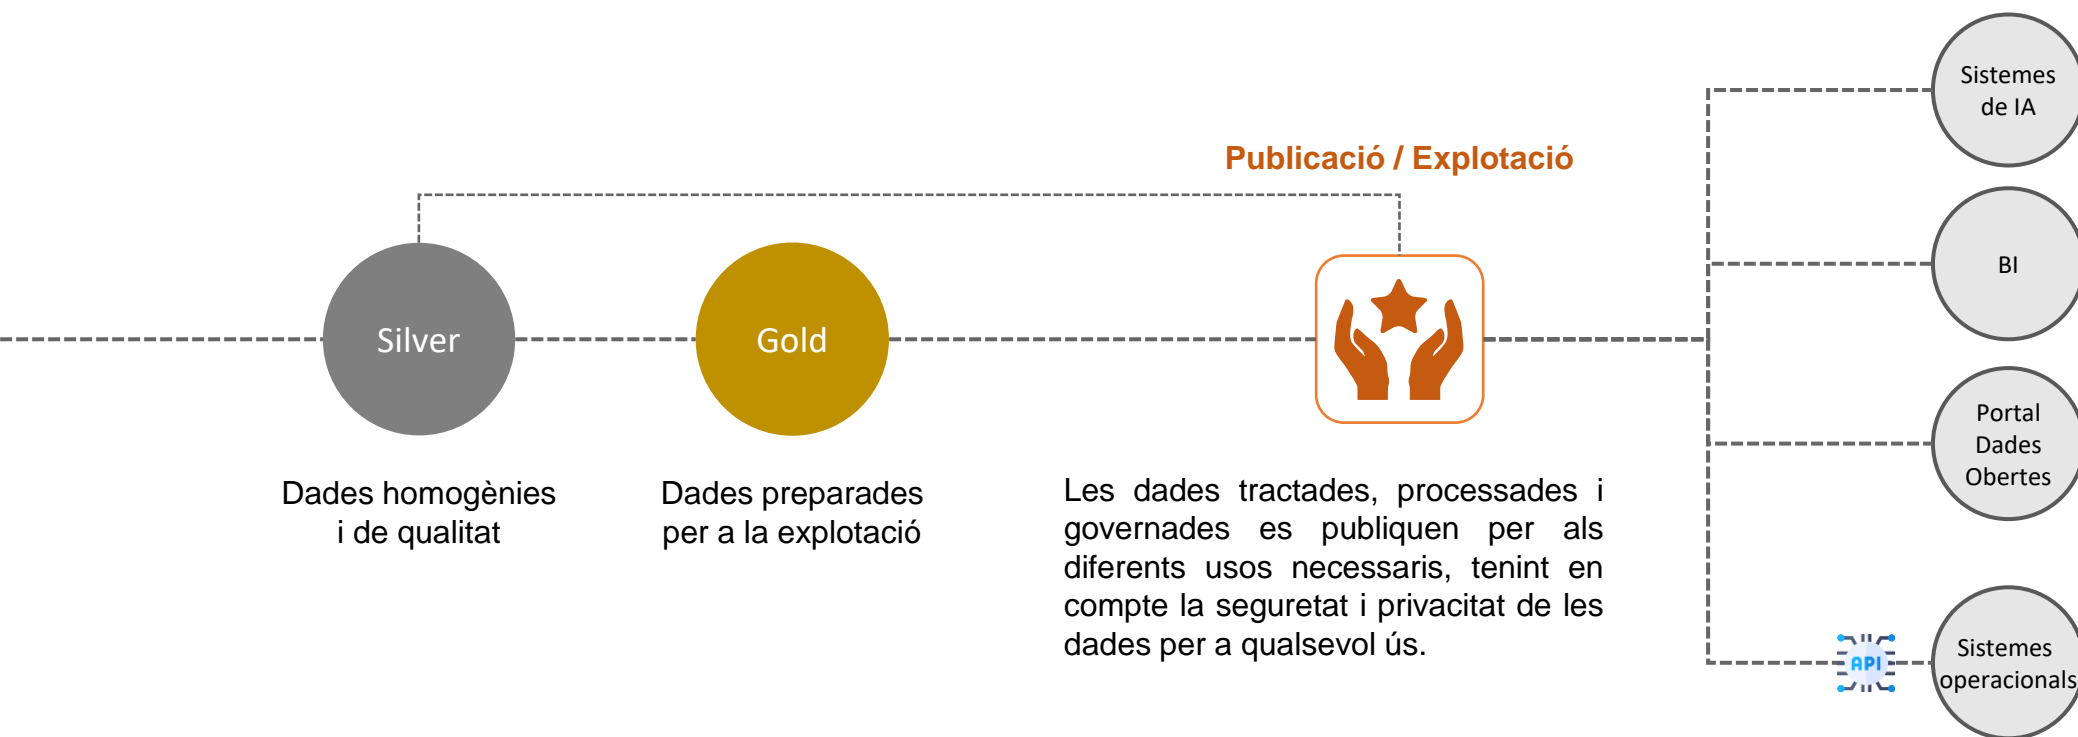 Publicació / Explotació
Silver
Gold
Dades homogènies
i de qualitat
Dades preparades
per a la explotació
Les dades tractades, processades i
governades es publiquen per als
diferents usos necessaris, tenint en
compte la seguretat i privacitat de les
dades per a qualsevol ús.
Sistemes
de IA
BI
Portal
Dades
Obertes
API
Sistemes
operacionals